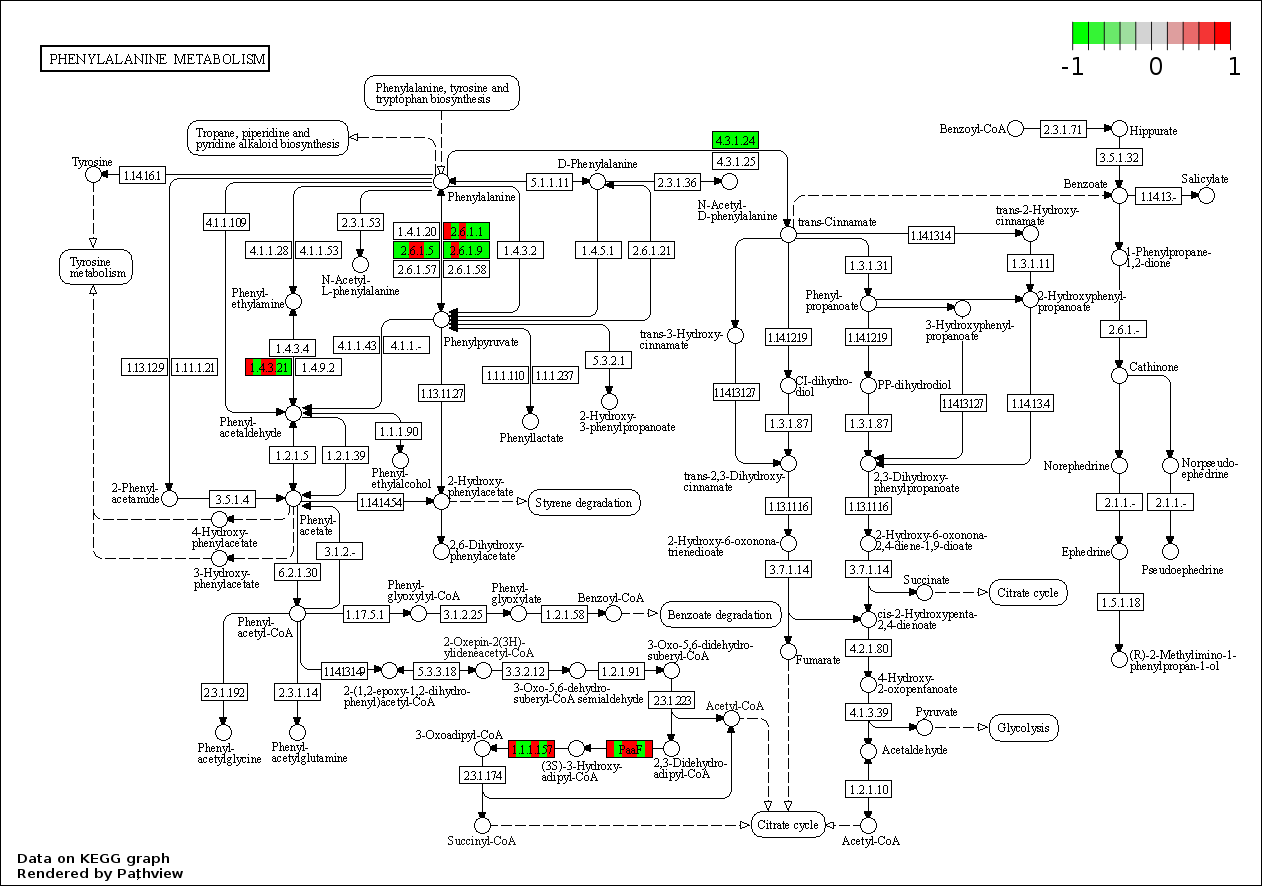 PHENYLALANINE METABOLISM
-1
0
1
Phenylalanine, tyrosine and
tryptophan biosynthesis
Tropane, piperidine and
pyridine alkaloid biosynthesis
4.3.1.24
4.3.1.25
Benzoyl-CoA
2.3.1.71
Hippurate
3.5.1.32
Tyrosine
1.14.16.1
D-Phenylalanine
5.1.1.11
2.3.1.36
Phenylalanine
N-Acetyl-
D-phenylalanine
Benzoate
1.14.13.-
Salicylate
trans-Cinnamate
trans-2-Hydroxy-
cinnamate
1.14.13.14
4.1.1.109
2.3.1.53
1.4.1.20
2.6.1.1
4.1.1.28
4.1.1.53
2.6.1.5
2.6.1.9
1.4.3.2
1.4.5.1
2.6.1.21
2.6.1.57
2.6.1.58
N-Acetyl-
L-phenylalanine
Tyrosine
metabolism
1.3.1.31
1.3.1.11
1-Phenylpropane-
1,2-dione
Phenyl-
ethylamine
Phenyl-
propanoate
2-Hydroxyphenyl-
propanoate
3-Hydroxyphenyl-
propanoate
2.6.1.-
Phenylpyruvate
trans-3-Hydroxy-
cinnamate
1.14.12.19
1.14.12.19
1.4.3.4
4.1.1.43
4.1.1.-
5.3.2.1
1.13.12.9
1.11.1.21
1.4.3.21
1.4.9.2
1.1.1.110
1.1.1.237
Cathinone
1.13.11.27
1.14.13.127
CI-dihydro-
diol
PP-dihydrodiol
1.14.13.127
1.14.13.4
Phenyl-
acetaldehyde
1.1.1.90
Phenyllactate
2-Hydroxy-
3-phenylpropanoate
1.3.1.87
1.3.1.87
1.2.1.5
1.2.1.39
Phenyl-
ethylalcohol
trans-2,3-Dihydroxy-
cinnamate
2,3-Dihydroxy-
phenylpropanoate
Norephedrine
Norpseudo-
ephedrine
2-Phenyl-
acetamide
3.5.1.4
Phenyl-
acetate
1.14.14.54
2-Hydroxy-
phenylacetate
Styrene degradation
1.13.11.16
1.13.11.16
2.1.1.-
2.1.1.-
4-Hydroxy-
phenylacetate
3-Hydroxy-
phenylacetate
3.1.2.-
6.2.1.30
2,6-Dihydroxy-
phenylacetate
2-Hydroxy-6-oxonona-
trienedioate
2-Hydroxy-6-oxonona-
2,4-diene-1,9-dioate
3.7.1.14
3.7.1.14
Ephedrine
Pseudoephedrine
Succinate
Citrate cycle
1.5.1.18
Phenyl-
acetyl-CoA
1.17.5.1
Phenyl-
glyoxylyl-CoA
3.1.2.25
Phenyl-
glyoxylate
1.2.1.58
Benzoyl-CoA
Benzoate degradation
cis-2-Hydroxypenta-
2,4-dienoate
4.2.1.80
Fumarate
(R)-2-Methylimino-1-
phenylpropan-1-ol
1.14.13.149
2-(1,2-epoxy-1,2-dihydro-
phenyl)acetyl-CoA
5.3.3.18
2-Oxepin-2(3H)-
ylideneacetyl-CoA
3.3.2.12
3-Oxo-5,6-dehydro-
suberyl-CoA semialdehyde
1.2.1.91
3-Oxo-5,6-didehydro-
suberyl-CoA
4-Hydroxy-
2-oxopentanoate
2.3.1.192
2.3.1.14
2.3.1.223
Acetyl-CoA
4.1.3.39
Pyruvate
Glycolysis
Phenyl-
acetylglycine
Phenyl-
acetylglutamine
3-Oxoadipyl-CoA
1.1.1.157
(3S)-3-Hydroxy-
adipyl-CoA
PaaF
2,3-Didehydro-
adipyl-CoA
Acetaldehyde
2.3.1.174
1.2.1.10
Succinyl-CoA
Citrate cycle
Acetyl-CoA
Data on KEGG graph
Rendered by Pathview